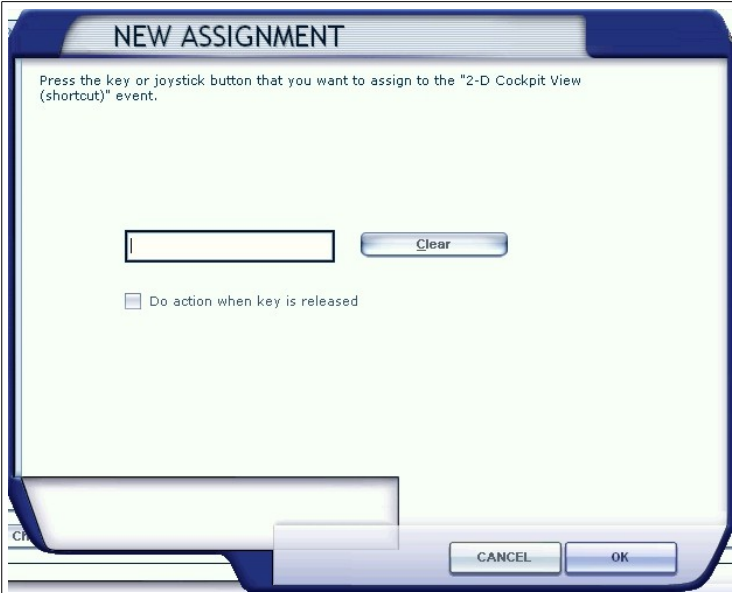 NEW ASSIGNMENT
Press the key or joystick button that you want to assign to the "2-D Cockpit View
(shortcut)" event.
Clear
Do action when key is released
CANCEL
OK